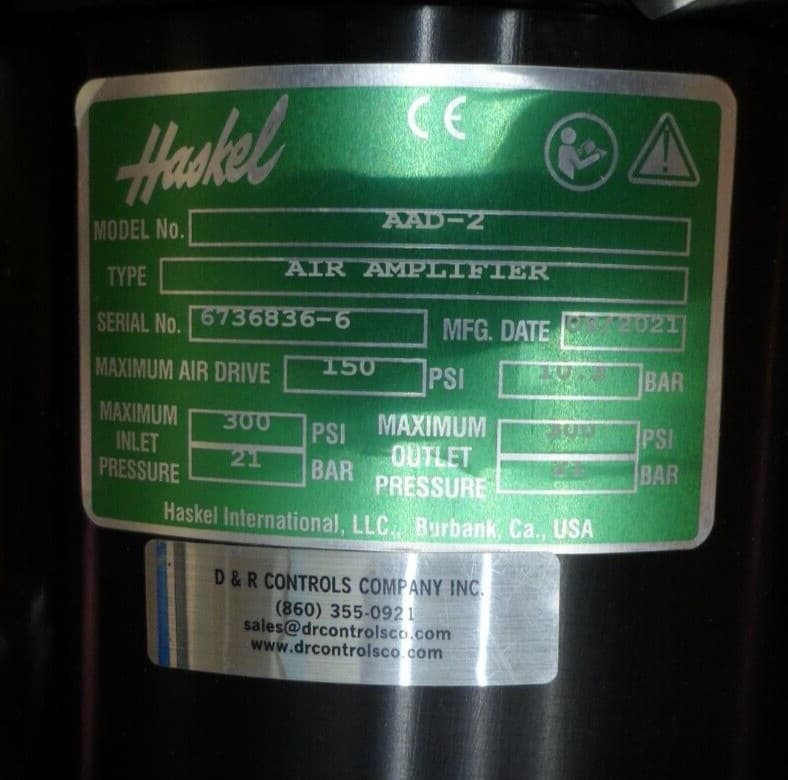 Haskel
CE
MODEL No. AAD-2
TYPE AIR AMPLIFIER
SERIAL No. 6736836-6 MFG. DATE 2021
MAXIMUM AIR DRIVE 150 PSI BAR
MAXIMUM INLET PRESSURE 300 PSI 21 BAR
MAXIMUM OUTLET PRESSURE PSI BAR
Haskel International, LLC., Burbank, Ca., USA
D & R CONTROLS COMPANY INC.
(860) 355-0921
sales@drcontrolsco.com
www.drcontrolsco.com